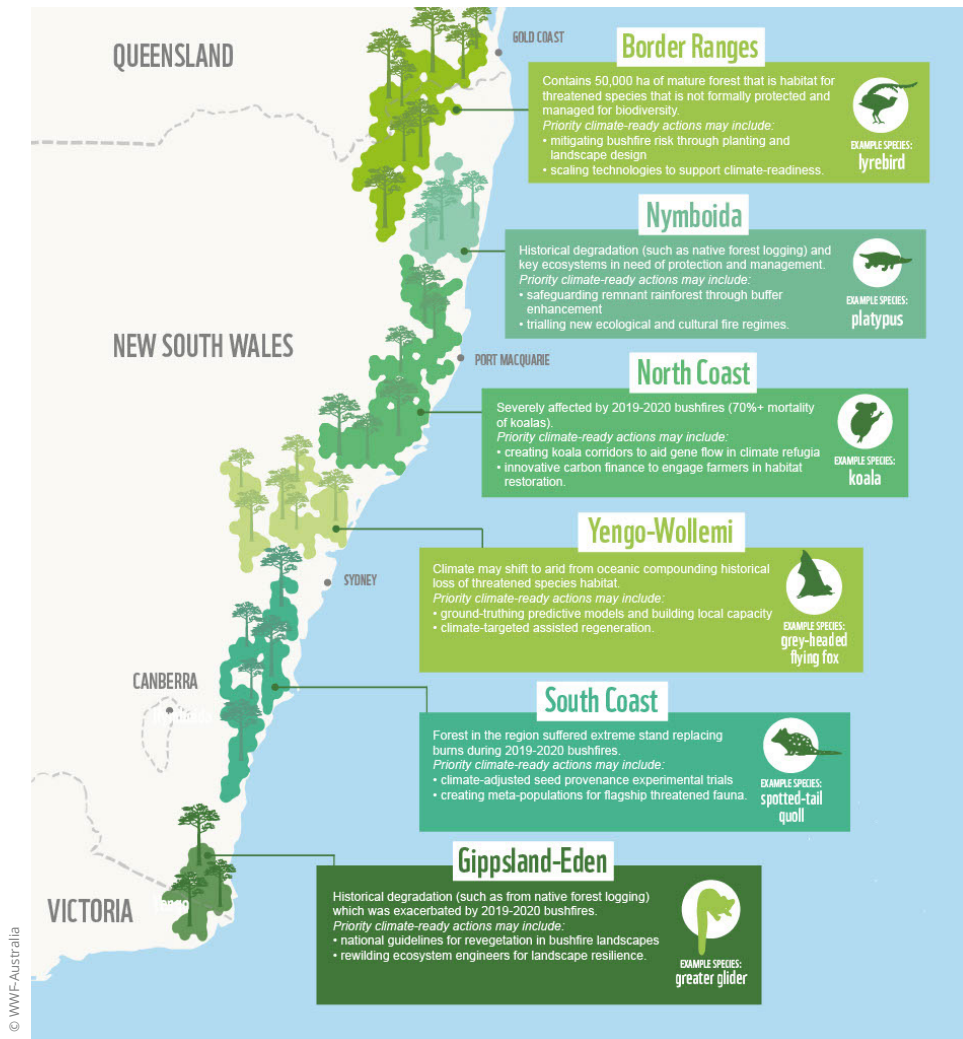 QUEENSLAND
GOLD COAST
Border Ranges
Contains 50,000 ha of mature forest that is habitat for
threatened species that is not formally protected and
managed for biodiversity.
Priority climate-ready actions may include:
• mitigating bushfire risk through planting and
landscape design
• scaling technologies to support climate-readiness.
EXAMPLE SPECIES:
lyrebird
Nymboida
Historical degradation (such as native forest logging) and
key ecosystems in need of protection and management.
Priority climate-ready actions may include:
• safeguarding remnant rainforest through buffer
enhancement
• trialling new ecological and cultural fire regimes.
EXAMPLE SPECIES:
platypus
NEW SOUTH WALES
PORT MACQUARIE
North Coast
Severely affected by 2019-2020 bushfires (70%+ mortality
of koalas).
Priority climate-ready actions may include:
• creating koala corridors to aid gene flow in climate refugia
• innovative carbon finance to engage farmers in habitat
restoration.
EXAMPLE SPECIES:
koala
Yengo-Wollemi
Climate may shift to arid from oceanic compounding historical
loss of threatened species habitat.
Priority climate-ready actions may include:
• ground-truthing predictive models and building local capacity
• climate-targeted assisted regeneration.
EXAMPLE SPECIES:
grey-headed
flying fox
SYDNEY
CANBERRA
South Coast
Forest in the region suffered extreme stand replacing
burns during 2019-2020 bushfires.
Priority climate-ready actions may include:
• climate-adjusted seed provenance experimental trials
• creating meta-populations for flagship threatened fauna.
EXAMPLE SPECIES:
spotted-tail
quoll
Gippsland-Eden
Historical degradation (such as from native forest logging)
which was exacerbated by 2019-2020 bushfires.
Priority climate-ready actions may include:
• national guidelines for revegetation in bushfire landscapes
• rewilding ecosystem engineers for landscape resilience.
EXAMPLE SPECIES:
greater glider
VICTORIA
© WWF-Australia